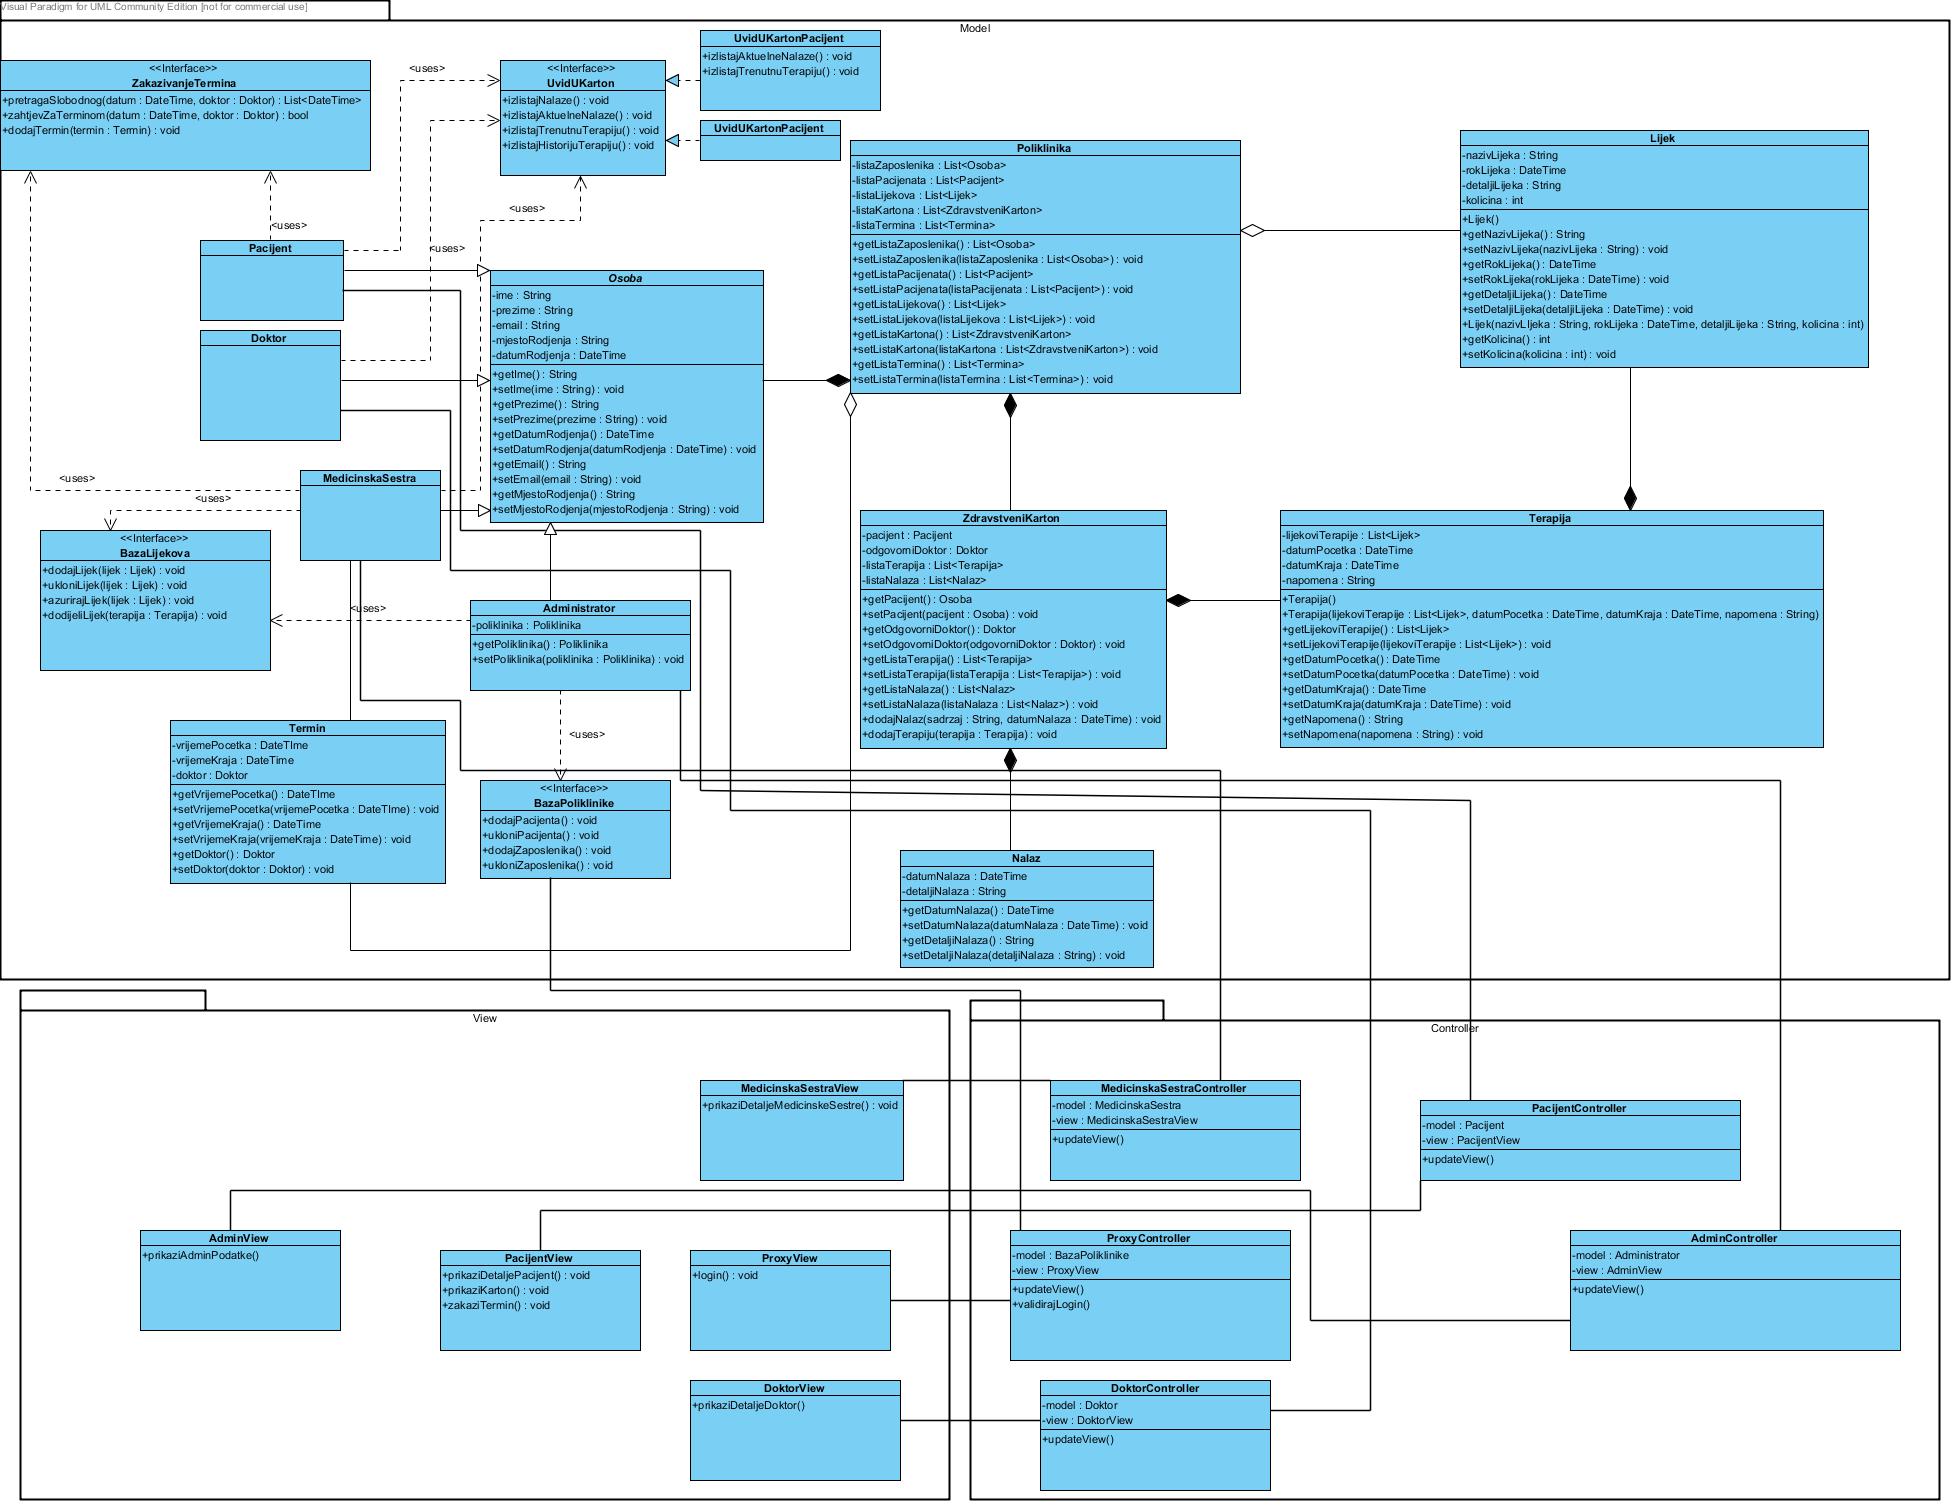 Visual Paradigm for UML Community Edition [not for commercial use]
Model
<<Interface>>
ZakazivanjeTermina
+pretragaSlobodnog(datum : DateTime, doktor : Doktor) : List<DateTime>
+zahtjevZaTerminom(datum : DateTime, doktor : Doktor) : bool
+dodajTermin(termin : Termin) : void
<uses>
<<Interface>>
UvidUKarton
+izlistajNalaze() : void
+izlistajAktuelneNalaze() : void
+izlistajTrenutnuTerapiju() : void
+izlistajHistorijuTerapiju() : void
UvidUKartonPacijent
+izlistajAktuelneNalaze() : void
+izlistajTrenutnuTerapiju() : void
UvidUKartonPacijent
<uses>
<uses>
<uses>
Pacijent
Doktor
MedicinskaSestra
<uses>
<uses>
Osoba
-ime : String
-prezime : String
-email : String
-mjestoRodjenja : String
-datumRodjenja : DateTime
+getIme() : String
+setIme(ime : String) : void
+getPrezime() : String
+setPrezime(prezime : String) : void
+getDatumRodjenja() : DateTime
+setDatumRodjenja(datumRodjenja : DateTime) : void
+getEmail() : String
+setEmail(email : String) : void
+getMjestoRodjenja() : String
+setMjestoRodjenja(mjestoRodjenja : String) : void
Poliklinika
-listaZaposlenika : List<Osoba>
-listaPacijenata : List<Pacijent>
-listaLijekova : List<Lijek>
-listaKartona : List<ZdravstveniKarton>
-listaTermina : List<Termina>
+getListaZaposlenika() : List<Osoba>
+setListaZaposlenika(listaZaposlenika : List<Osoba>) : void
+getListaPacijenata() : List<Pacijent>
+setListaPacijenata(listaPacijenata : List<Pacijent>) : void
+getListaLijekova() : List<Lijek>
+setListaLijekova(listaLijekova : List<Lijek>) : void
+getListaKartona() : List<ZdravstveniKarton>
+setListaKartona(listaKartona : List<ZdravstveniKarton>) : void
+getListaTermina() : List<Termina>
+setListaTermina(listaTermina : List<Termina>) : void
Lijek
-nazivLijeka : String
-rokLijeka : DateTime
-detaljiLijeka : String
-kolicina : int
+Lijek()
+getNazivLijeka() : String
+setNazivLijeka(nazivLijeka : String) : void
+getRokLijeka() : DateTime
+setRokLijeka(rokLijeka : DateTime) : void
+getDetaljiLijeka() : DateTime
+setDetaljiLijeka(detaljiLijeka : DateTime) : void
+Lijek(nazivLIjeka : String, rokLijeka : DateTime, detaljiLijeka : String, kolicina : int)
+getKolicina() : int
+setKolicina(kolicina : int) : void
<<Interface>>
BazaLijekova
+dodajLijek(lijek : Lijek) : void
+ukloniLijek(lijek : Lijek) : void
+azurirajLijek(lijek : Lijek) : void
+dodijeliLijek(terapija : Terapija) : void
<uses>
Administrator
-poliklinika : Poliklinika
+getPoliklinika() : Poliklinika
+setPoliklinika(poliklinika : Poliklinika) : void
<uses>
ZdravstveniKarton
-pacijent : Pacijent
-odgovorniDoktor : Doktor
-listaTerapija : List<Terapija>
-listaNalaza : List<Nalaz>
+getPacijent() : Osoba
+setPacijent(pacijent : Osoba) : void
+getOdgovorniDoktor() : Doktor
+setOdgovorniDoktor(odgovorniDoktor : Doktor) : void
+getListaTerapija() : List<Terapija>
+setListaTerapija(listaTerapija : List<Terapija>) : void
+getListaNalaza() : List<Nalaz>
+setListaNalaza(listaNalaza : List<Nalaz>) : void
+dodajNalaz(sadrzaj : String, datumNalaza : DateTime) : void
+dodajTerapiju(terapija : Terapija) : void
Terapija
-lijekoviTerapije : List<Lijek>
-datumPocetka : DateTime
-datumKraja : DateTime
-napomena : String
+Terapija()
+Terapija(lijekoviTerapije : List<Lijek>, datumPocetka : DateTime, datumKraja : DateTime, napomena : String)
+getLijekoviTerapije() : List<Lijek>
+setLijekoviTerapije(lijekoviTerapije : List<Lijek>) : void
+getDatumPocetka() : DateTime
+setDatumPocetka(datumPocetka : DateTime) : void
+getDatumKraja() : DateTime
+setDatumKraja(datumKraja : DateTime) : void
+getNapomena() : String
+setNapomena(napomena : String) : void
Termin
-vrijemePocetka : DateTIme
-vrijemeKraja : DateTime
-doktor : Doktor
+getVrijemePocetka() : DateTIme
+setVrijemePocetka(vrijemePocetka : DateTIme) : void
+getVrijemeKraja() : DateTime
+setVrijemeKraja(vrijemeKraja : DateTime) : void
+getDoktor() : Doktor
+setDoktor(doktor : Doktor) : void
<<Interface>>
BazaPoliklinike
+dodajPacijenta() : void
+ukloniPacijenta() : void
+dodajZaposlenika() : void
+ukloniZaposlenika() : void
Nalaz
-datumNalaza : DateTime
-detaljiNalaza : String
+getDatumNalaza() : DateTime
+setDatumNalaza(datumNalaza : DateTime) : void
+getDetaljiNalaza() : String
+setDetaljiNalaza(detaljiNalaza : String) : void
View
MedicinskaSestraView
+prikaziDetaljeMedicinskeSestre() : void
AdminView
+prikaziAdminPodatke()
PacijentView
+prikaziDetaljePacijent() : void
+prikaziKarton() : void
+zakaziTermin() : void
ProxyView
+login() : void
DoktorView
+prikaziDetaljeDoktor()
Controller
MedicinskaSestraController
-model : MedicinskaSestra
-view : MedicinskaSestraView
+updateView()
PacijentController
-model : Pacijent
-view : PacijentView
+updateView()
ProxyController
-model : BazaPoliklinike
-view : ProxyView
+updateView()
+validirajLogin()
AdminController
-model : Administrator
-view : AdminView
+updateView()
DoktorController
-model : Doktor
-view : DoktorView
+updateView()